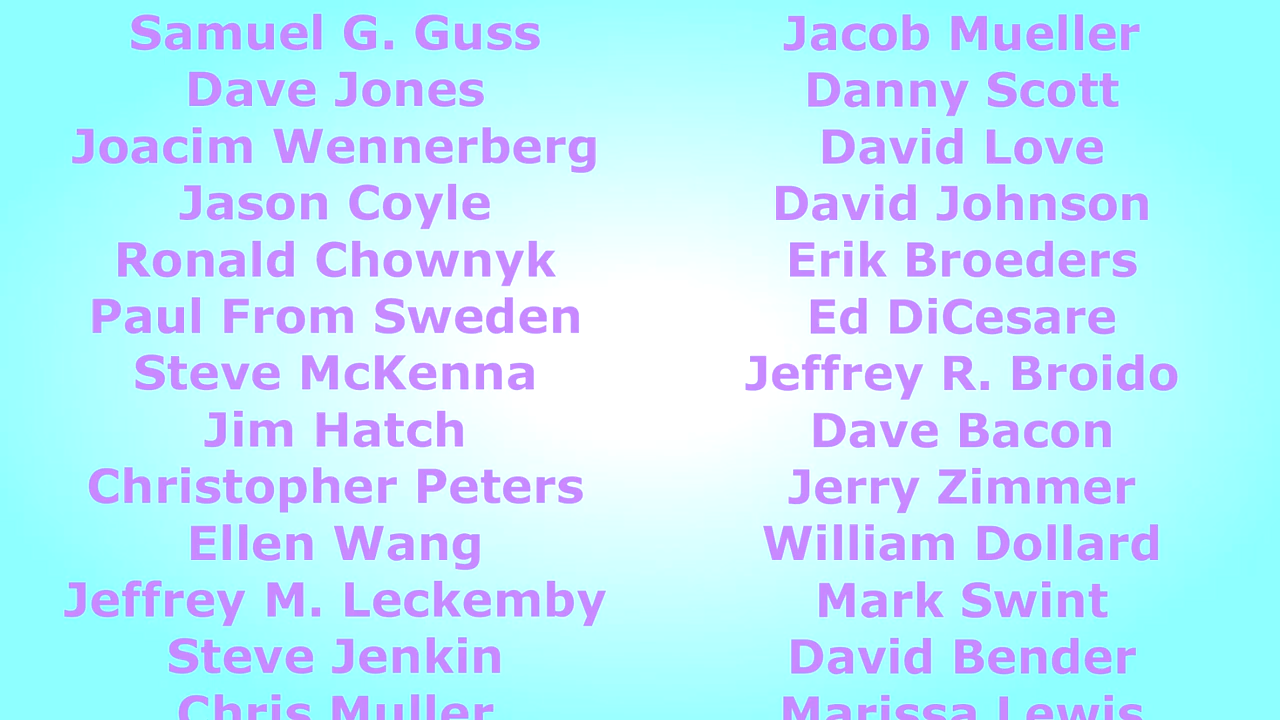 Samuel G. Guss
Dave Jones
Joacim Wennerberg
Jason Coyle
Ronald Chownyk
Paul From Sweden
Steve McKenna
Jim Hatch
Christopher Peters
Ellen Wang
Jeffrey M. Leckemby
Steve Jenkin
Chris Muller
Jacob Mueller
Danny Scott
David Love
David Johnson
Erik Broeders
Ed DiCesare
Jeffrey R. Broido
Dave Bacon
Jerry Zimmer
William Dollard
Mark Swint
David Bender
Marissa Lewis